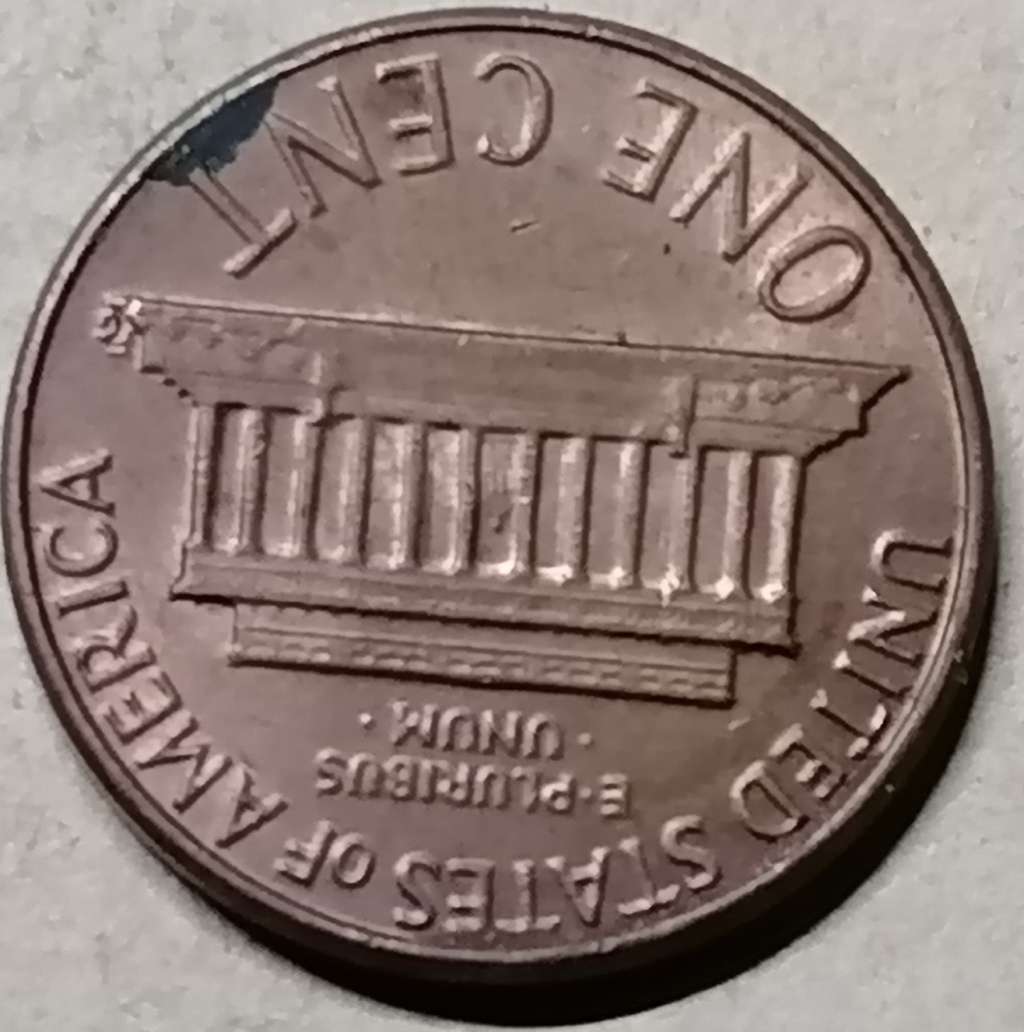 UNITED STATES OF AMERICA
E·PLURIBUS
·UNUM·
ONE CENT